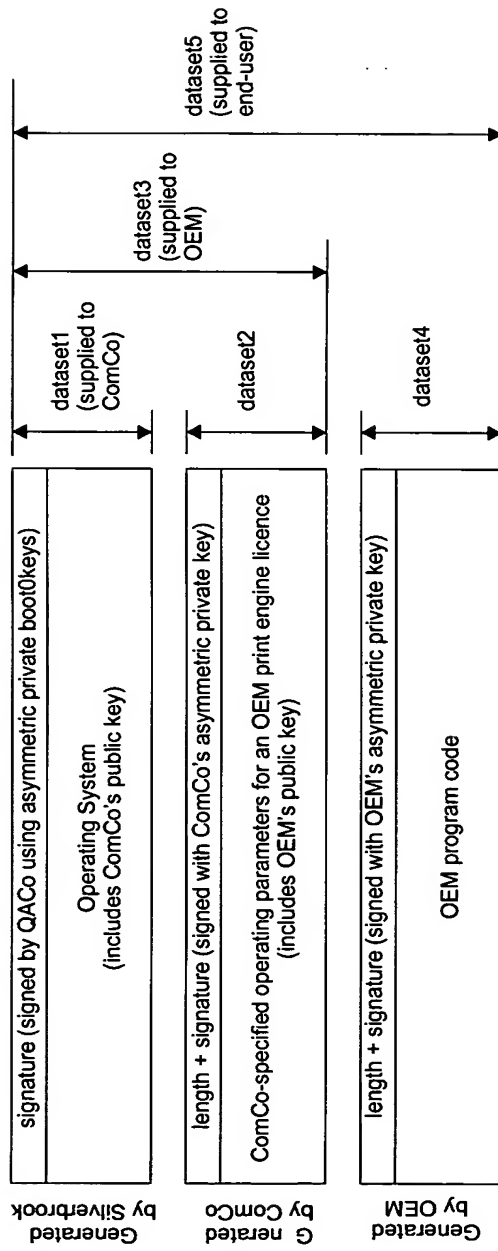 Generated
by Silverbrook
signature (signed by QACo using asymmetric private boot0keys)
Operating System
(includes ComCo's public key)
dataset1
(supplied to
ComCo)
dataset3
(supplied to
OEM)
dataset5
(supplied to
end-user)
G nerated
by ComCo
length + signature (signed with ComCo's asymmetric private key)
ComCo-specified operating parameters for an OEM print engine licence
(includes OEM's public key)
dataset2
Generated
by OEM
length + signature (signed with OEM's asymmetric private key)
OEM program code
dataset4